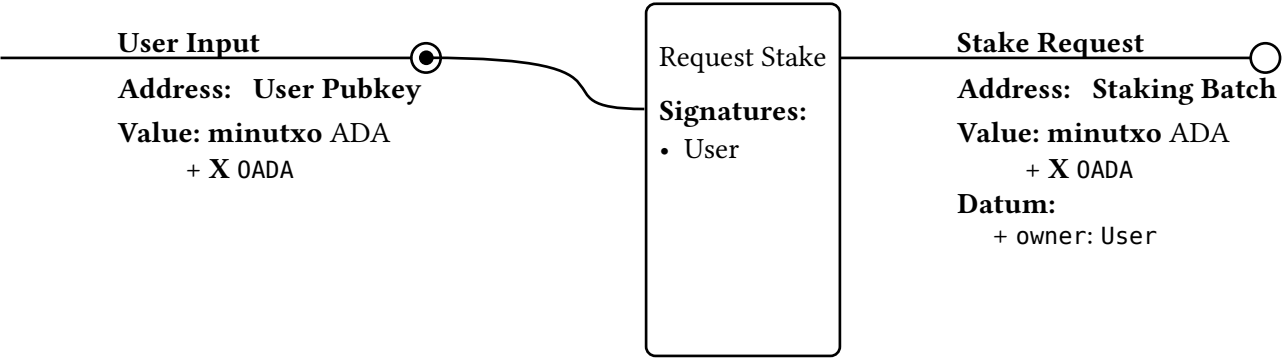 User Input
Address: User Pubkey
Value: minutxo ADA
+ X OADA
Request Stake
Signatures:
• User
Stake Request
Address: Staking Batch
Value: minutxo ADA
+ X OADA
Datum:
+ owner: User